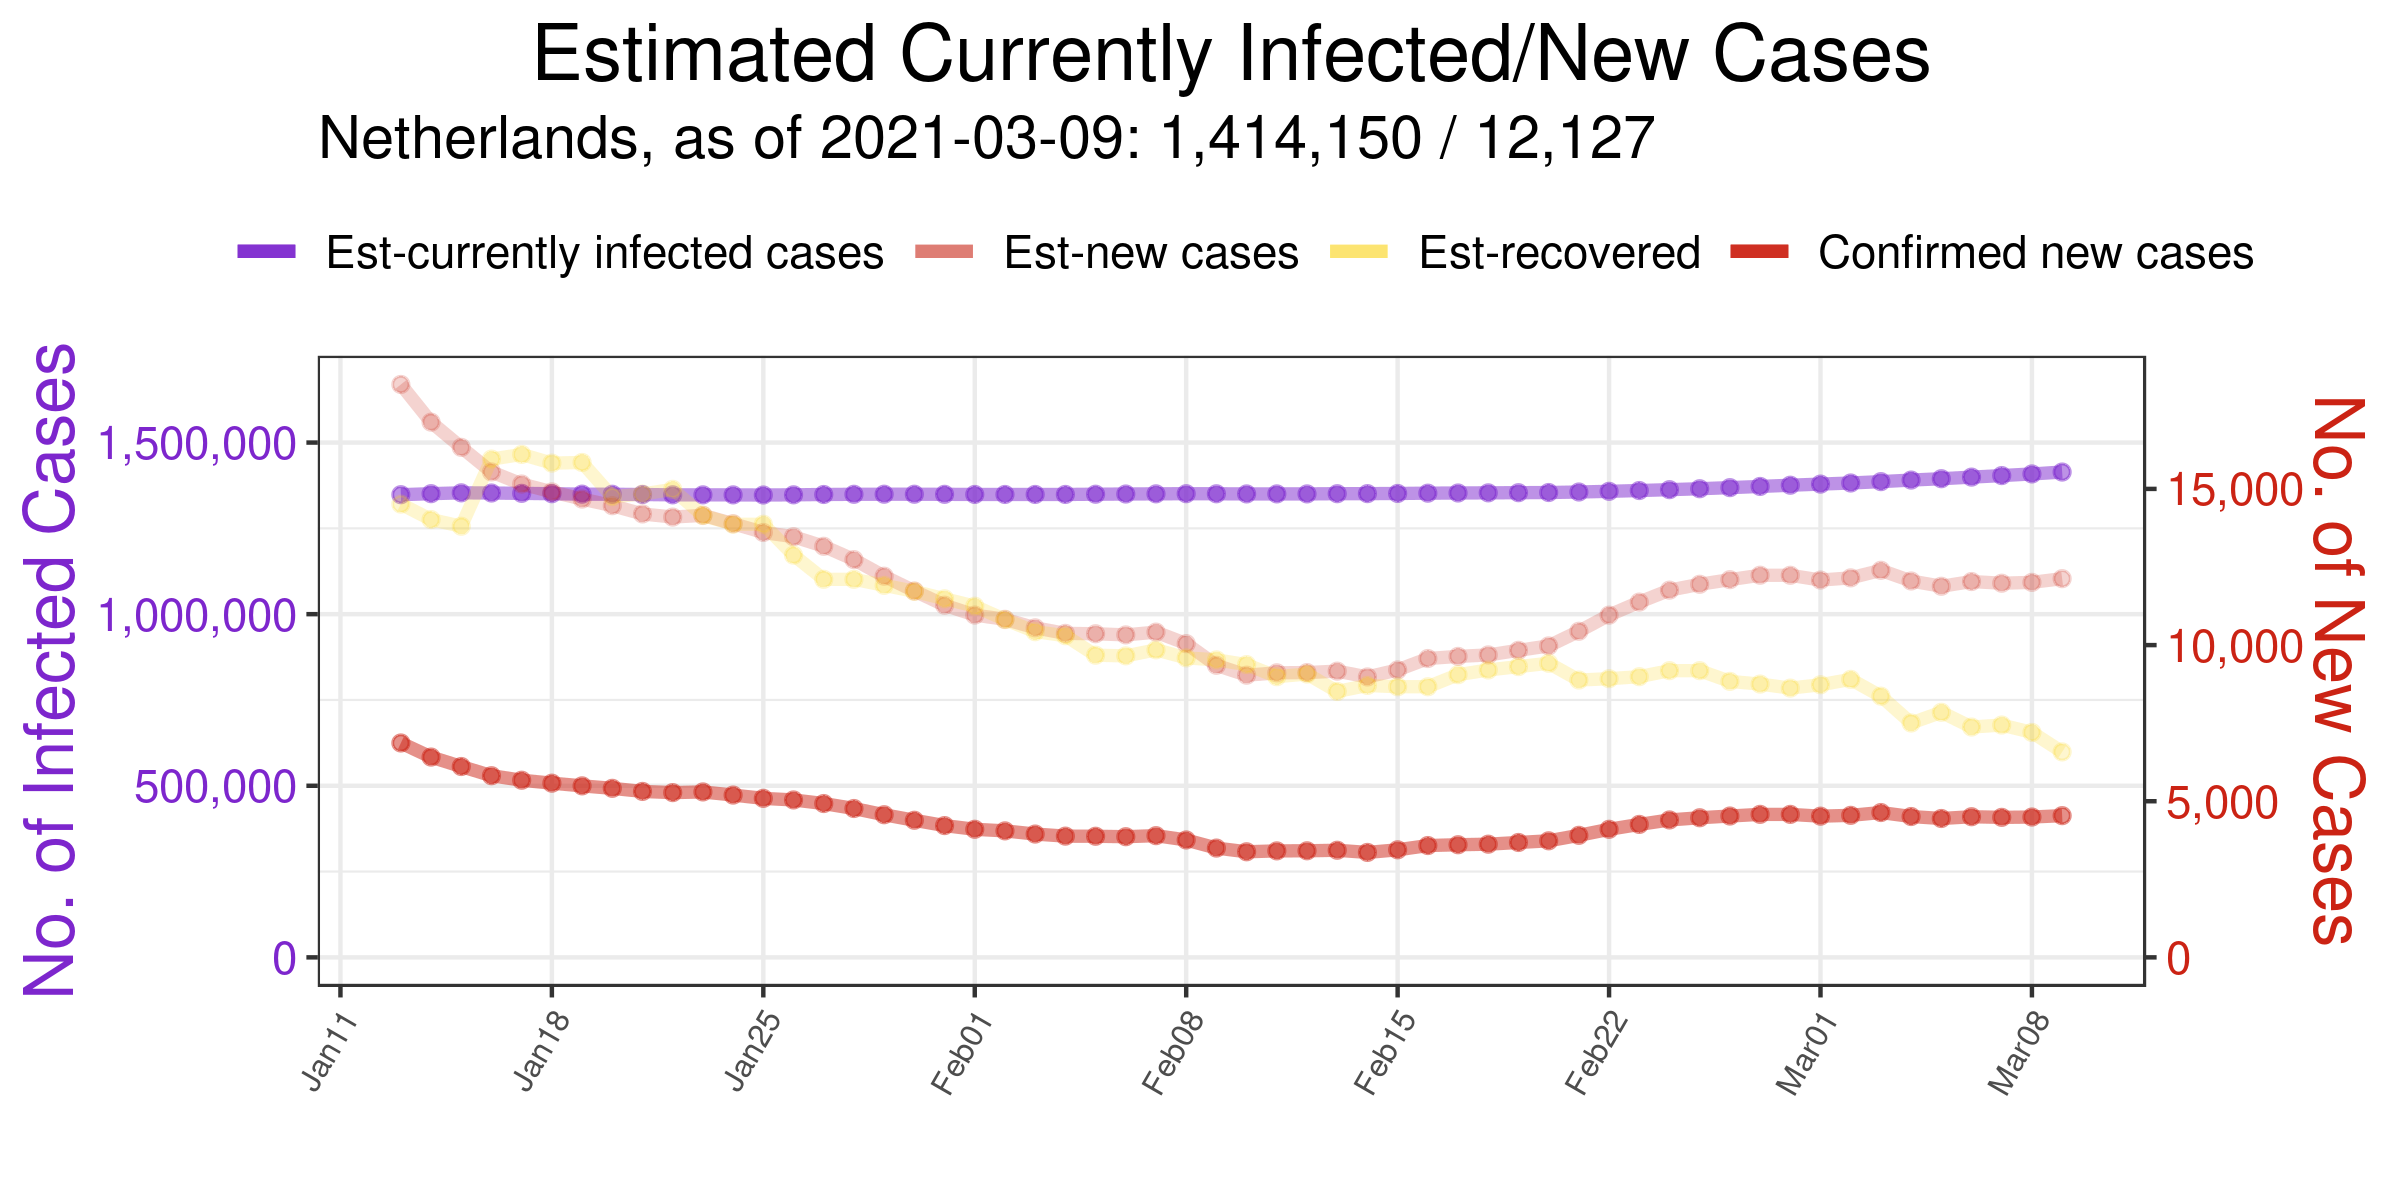 Estimated Currently Infected/New Cases
Netherlands, as of 2021-03-09: 1,414,150 / 12,127
Est-currently infected cases Est-new cases Est-recovered Confirmed new cases
No. of Infected Cases
1,500,000
1,000,000
500,000
0
15,000
10,000
5,000
0
No. of New Cases
Jan11 Jan18 Jan25 Feb01 Feb08 Feb15 Feb22 Mar01 Mar08